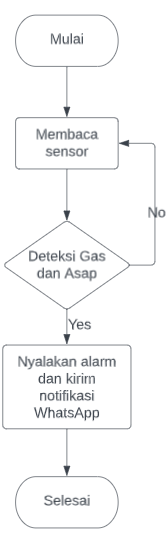 Mulai
Membaca
sensor
No
Deteksi Gas
dan Asap
Yes
Nyalakan alarm
dan kirim
notifikasi
WhatsApp
Selesai